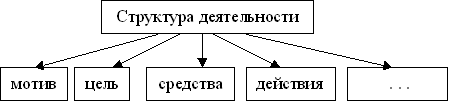 Структура деятельности
мотив
цель
средства
действия
. . .